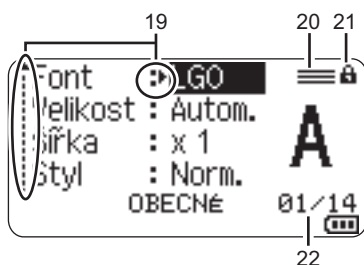 19 20 21
Font : LGO
Velikost : Autom.
Šířka : x 1
Styl : Norm.
A
OBECNÉ 01/14
22